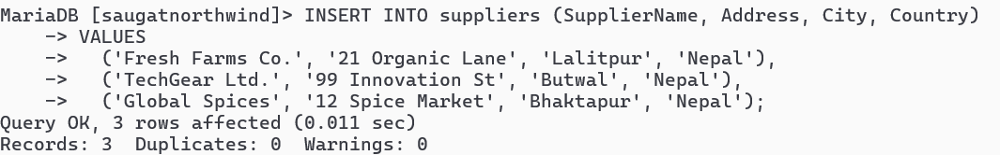 MariaDB [saugatnorthwind]> INSERT INTO suppliers (SupplierName, Address, City, Country)
    -> VALUES
    ->   ('Fresh Farms Co.', '21 Organic Lane', 'Lalitpur', 'Nepal'),
    ->   ('TechGear Ltd.', '99 Innovation St', 'Butwal', 'Nepal'),
    ->   ('Global Spices', '12 Spice Market', 'Bhaktapur', 'Nepal');
Query OK, 3 rows affected (0.011 sec)
Records: 3  Duplicates: 0  Warnings: 0